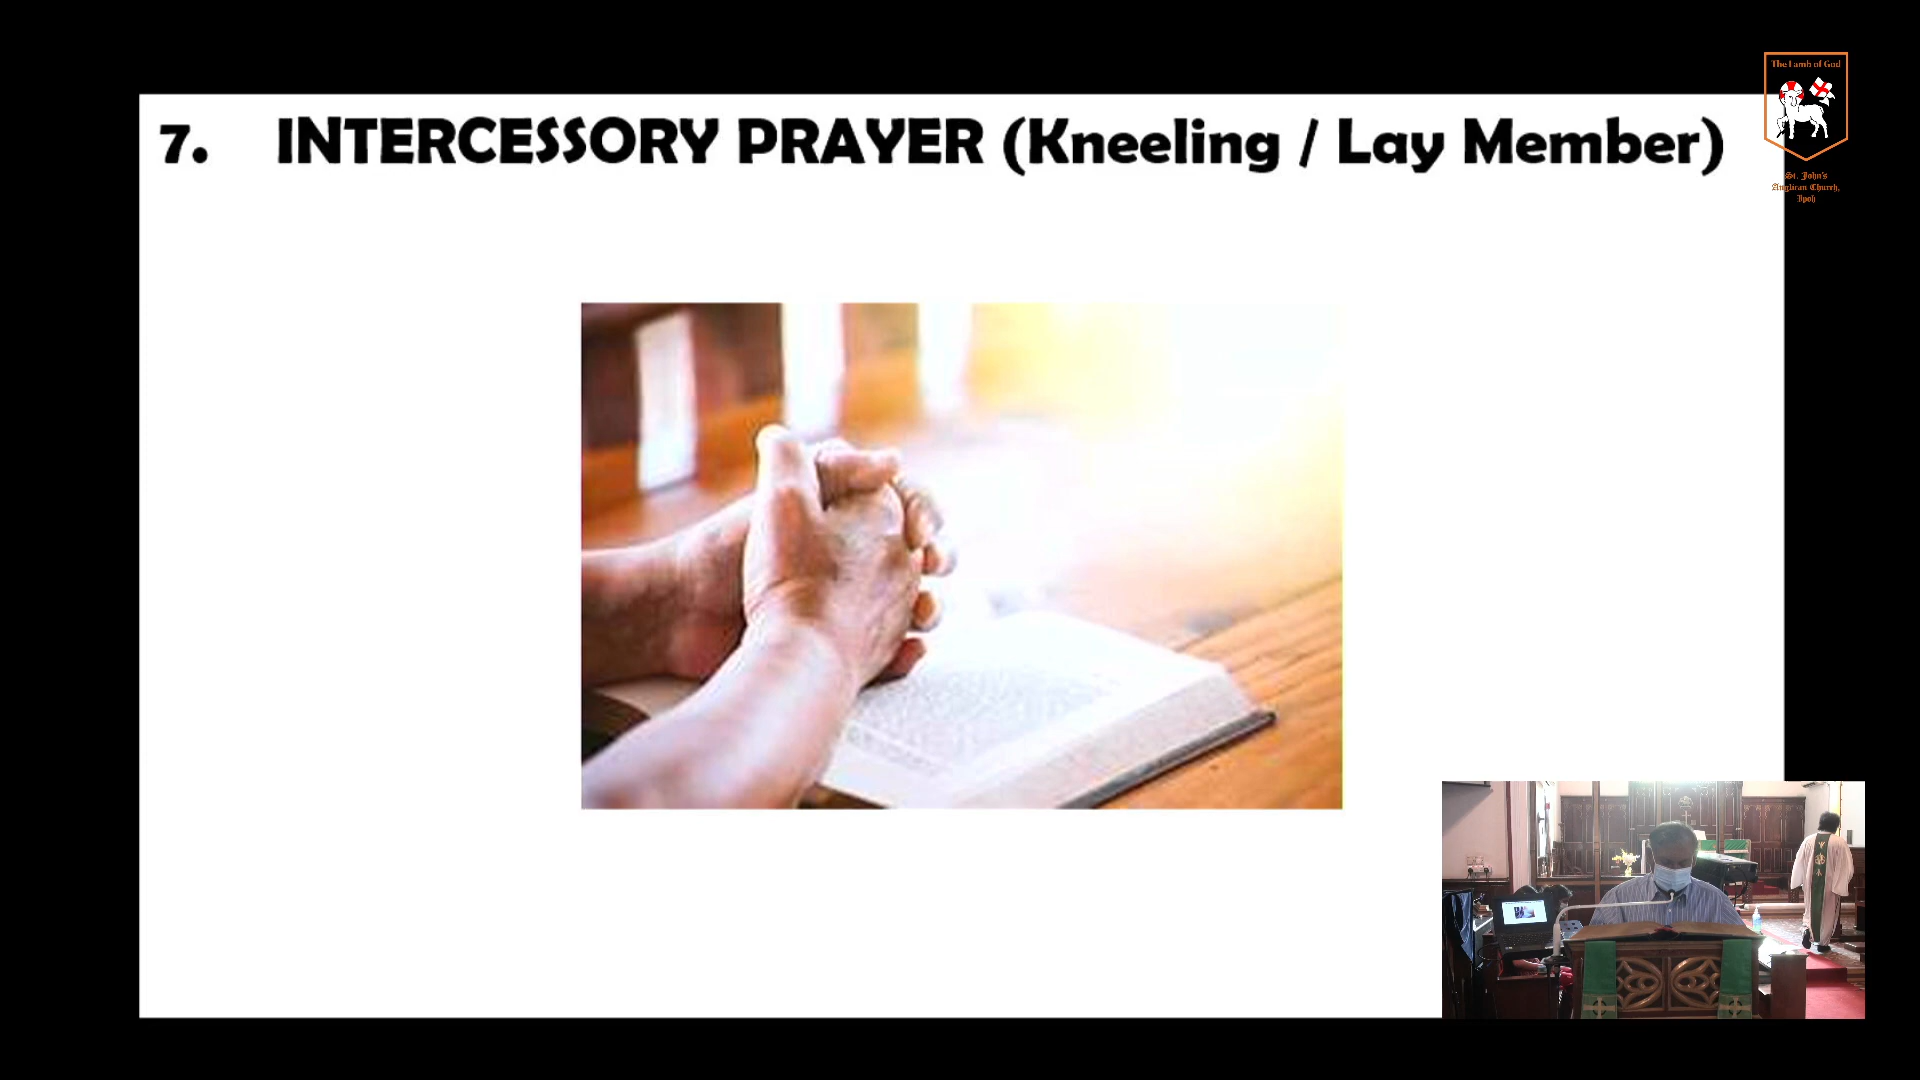 7. INTERCESSORY PRAYER (Kneeling / Lay Member)
The Lamb of God
St. John's
Anglican Church,
Ipoh